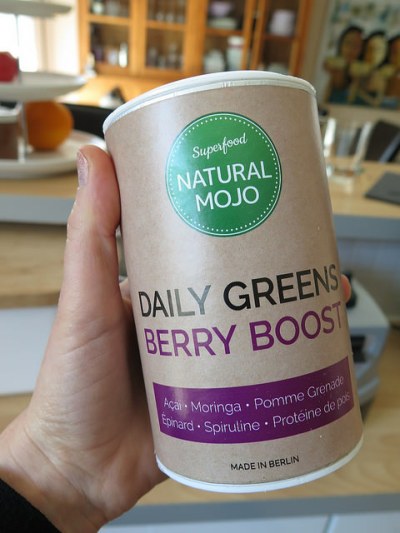 Superfood
NATURAL
MOJO
DAILY GREENS
BERRY BOOST
Açai • Moringa • Pomme Grenade
Épinard • Spiruline • Protéine de pois
MADE IN BERLIN